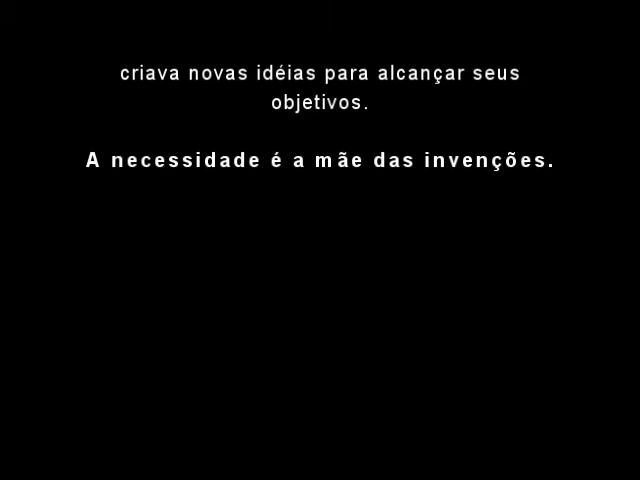 criava novas idéias para alcançar seus
objetivos.
A necessidade é a mãe das invenções.